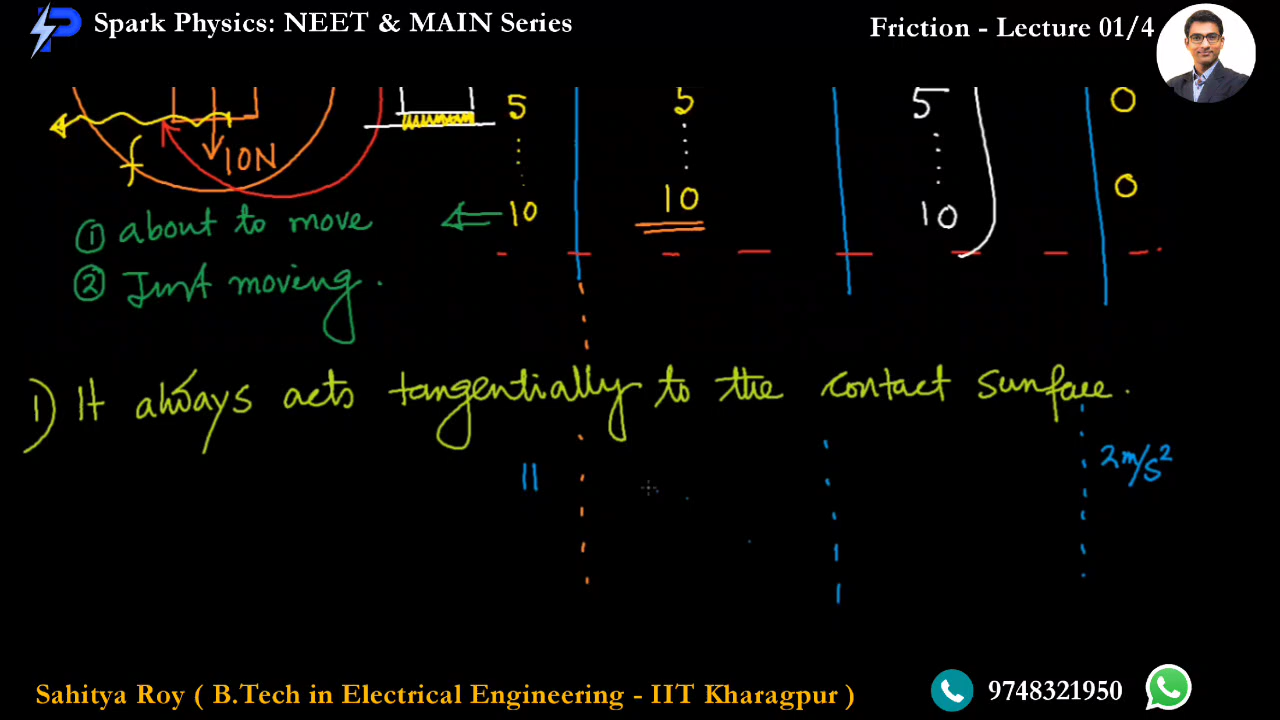 Spark Physics: NEET & MAIN Series
Friction - Lecture 01/4
5 5 5 0
f 10N
10 10 10 0
① about to move
② Just moving.
1) It always acts tangentially to the contact surface.
11 2m/s²
Sahitya Roy ( B.Tech in Electrical Engineering - IIT Kharagpur )
9748321950